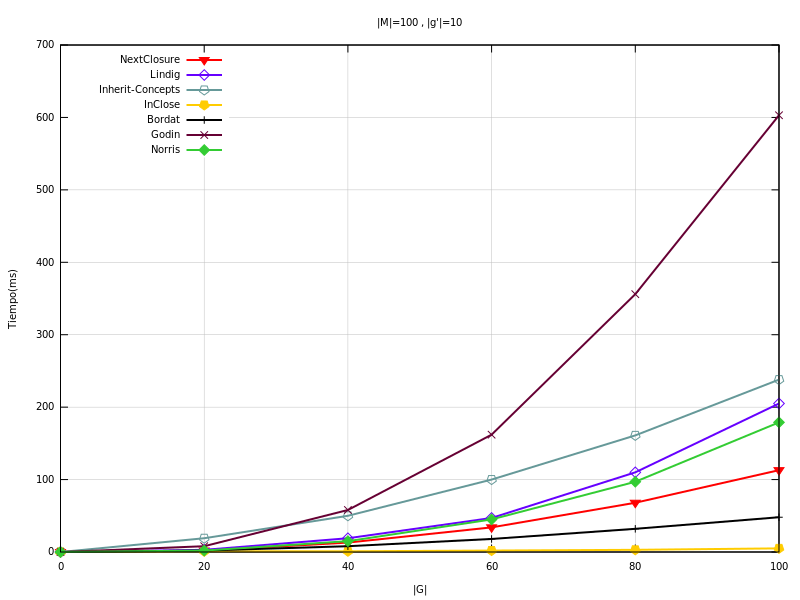 |M|=100 , |g'|=10
700
600
500
400
300
200
100
0
Tiempo(ms)
NextClosure
Lindig
Inherit-Concepts
InClose
Bordat
Godin
Norris
0 20 40 60 80 100
|G|